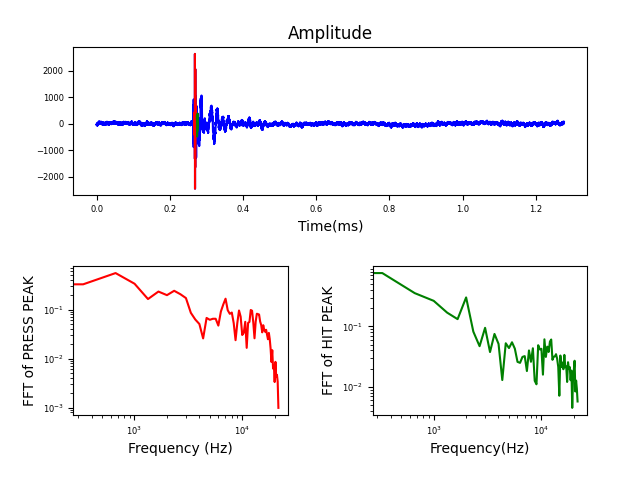 Amplitude
2000
1000
0
−1000
−2000
0.0 0.2 0.4 0.6 0.8 1.0 1.2
Time(ms)
FFT of PRESS PEAK
10⁻¹
10⁻²
10⁻³
10³ 10⁴
Frequency (Hz)
FFT of HIT PEAK
10⁻¹
10⁻²
10³ 10⁴
Frequency(Hz)